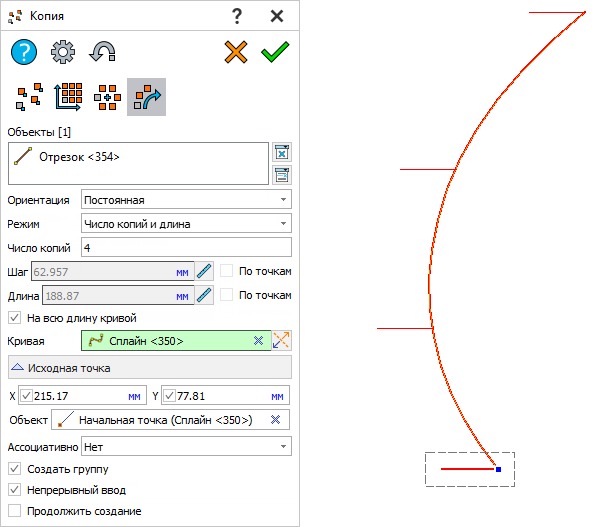 Копия ? ×
?
Объекты [1]
Отрезок <354>
Ориентация Постоянная
Режим Число копий и длина
Число копий 4
Шаг 62.957 мм По точкам
Длина 188.87 мм По точкам
На всю длину кривой
Кривая Сплайн <350>
Исходная точка
X 215.17 мм Y 77.81 мм
Объект Начальная точка (Сплайн <350>)
Ассоциативно Нет
Создать группу
Непрерывный ввод
Продолжить создание